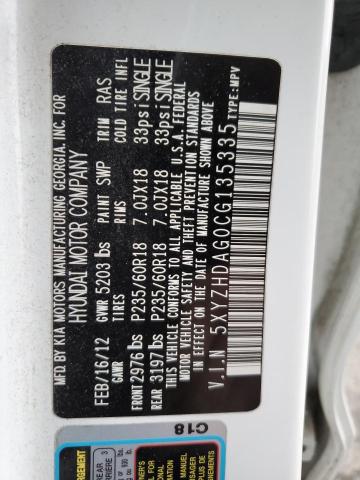 MFD.BY KIA MOTORS MANUFACTURING GEORGIA, INC. FOR
HYUNDAI MOTOR COMPANY
FEB/16/12 GVWR 5203 lbs PAINT SWP TRIM RAS
GAWR TIRES RIMS COLD TIRE INFL
FRONT 2976 lbs P235/60R18 7.0JX18 33psi SINGLE
REAR 3197 lbs P235/60R18 7.0JX18 33psi SINGLE
THIS VEHICLE CONFORMS TO ALL APPLICABLE U.S.A. FEDERAL
MOTOR VEHICLE SAFETY AND THEFT PREVENTION STANDARDS
IN EFFECT ON THE DATE OF MANUFACTURE SHOWN ABOVE.
V.I.N 5XYZHDAG0CG135335 TYPE:MPV
C18
REAR 3